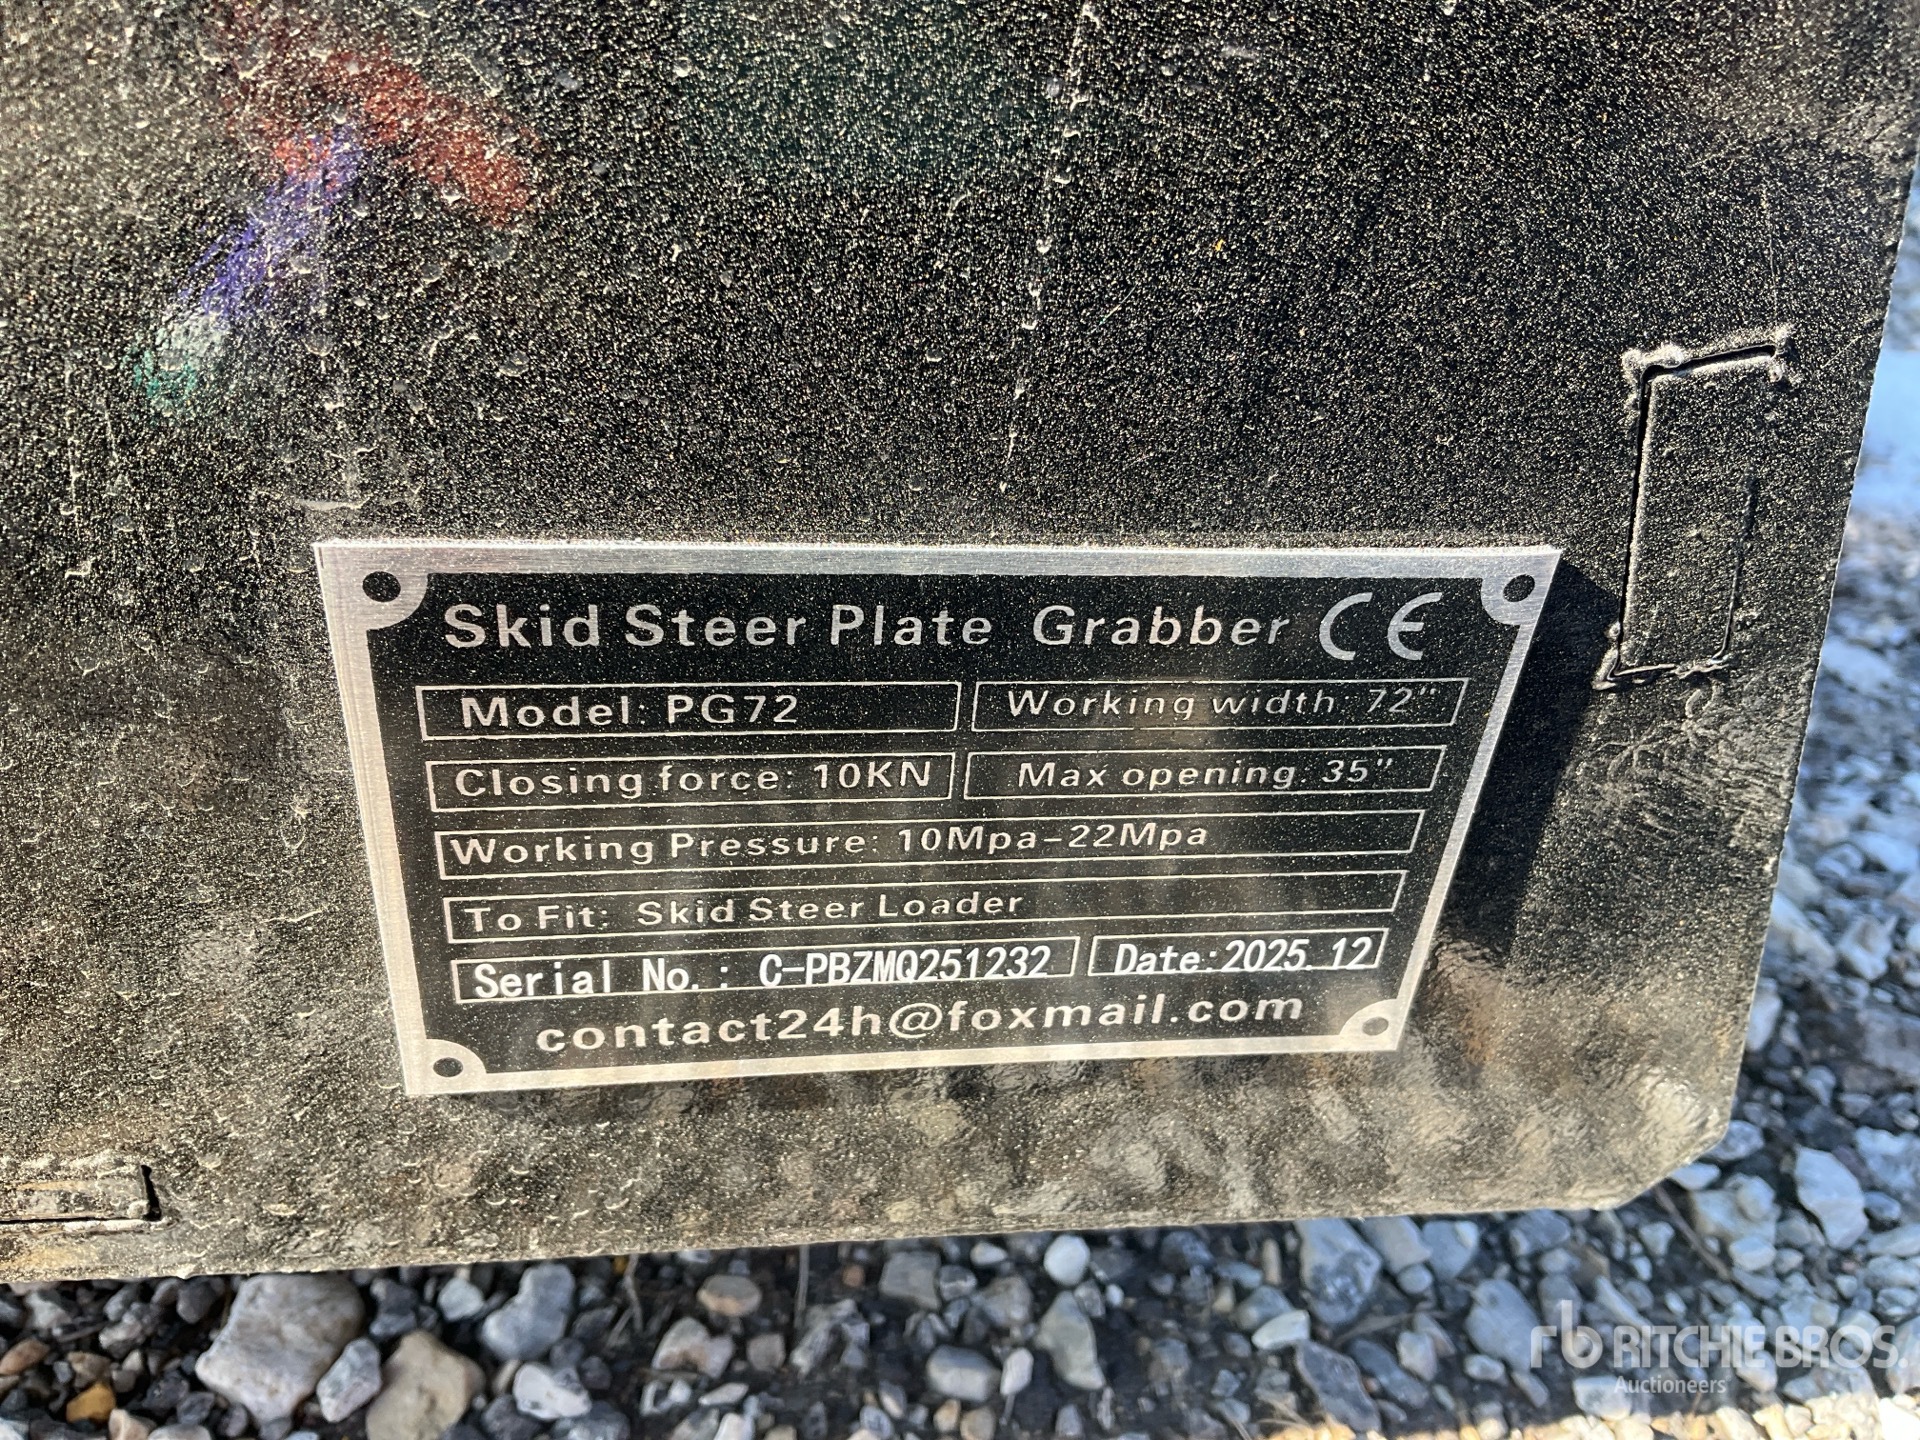 Skid Steer Plate Grabber CE
Model: PG72 Working width: 72"
Closing force: 10KN Max opening: 35"
Working Pressure: 10Mpa-22Mpa
To Fit: Skid Steer Loader
Serial No.: C-PBZMQ251232 Date:2025.12
contact24h@foxmail.com
rb RITCHIE BROS.
Auctioneers